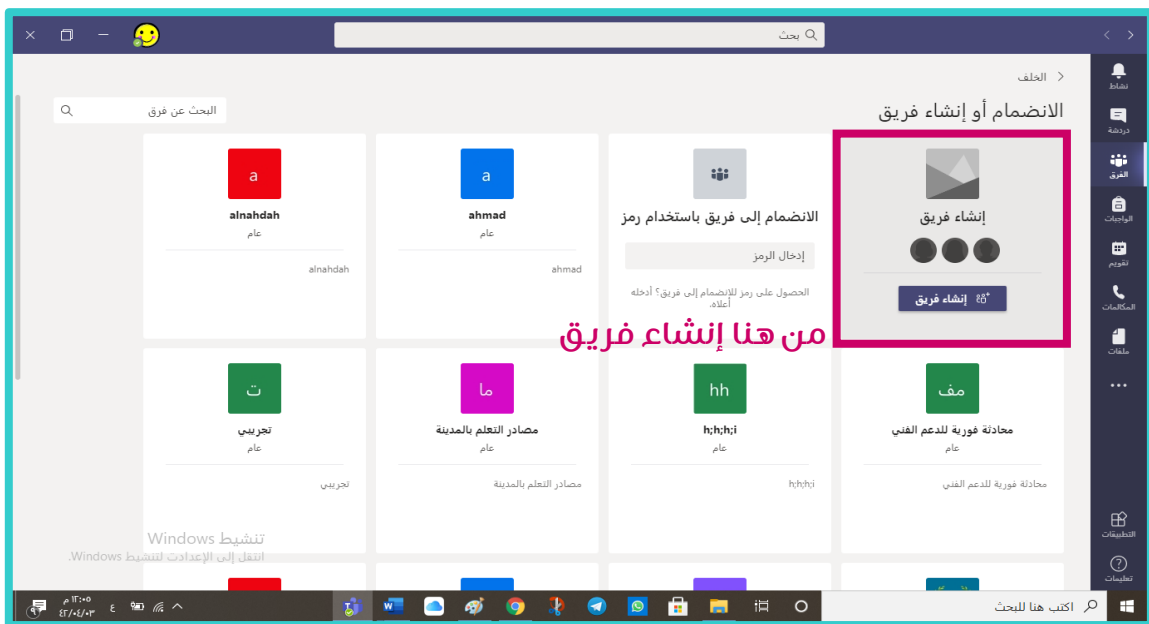 بحث
نشاط
دردشة
الفرق
الواجبات
تقويم
المكالمات
ملفات
التطبيقات
تعليمات
الخلف
الانضمام أو إنشاء فريق
البحث عن فرق
إنشاء فريق
إنشاء فريق
الانضمام إلى فريق باستخدام رمز
إدخال الرمز
الحصول على رمز للانضمام إلى فريق؟ أدخله
أعلاه.
a
ahmad
عام
ahmad
a
alnahdah
عام
alnahdah
من هنا إنشاء فريق
مف
محادثة فورية للدعم الفني
عام
محادثة فورية للدعم الفني
hh
h;h;h;i
عام
h;h;h;i
ما
مصادر التعلم بالمدينة
عام
مصادر التعلم بالمدينة
ت
تجريبي
عام
تجريبي
تنشيط Windows
انتقل إلى الإعدادات لتنشيط Windows.
اكتب هنا للبحث
ع
١٢:٠٥ م
٤٢/٠٤/٠٣